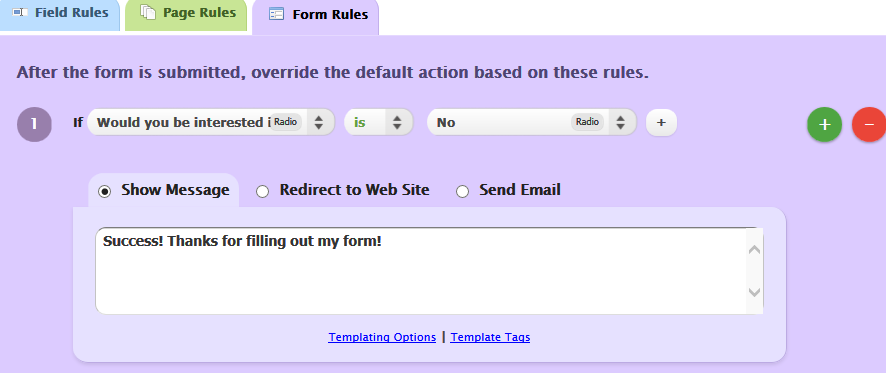 Field Rules Page Rules Form Rules
After the form is submitted, override the default action based on these rules.
1 If Would you be interested i Radio is No Radio + + −
Show Message Redirect to Web Site Send Email
Success! Thanks for filling out my form!
Templating Options | Template Tags